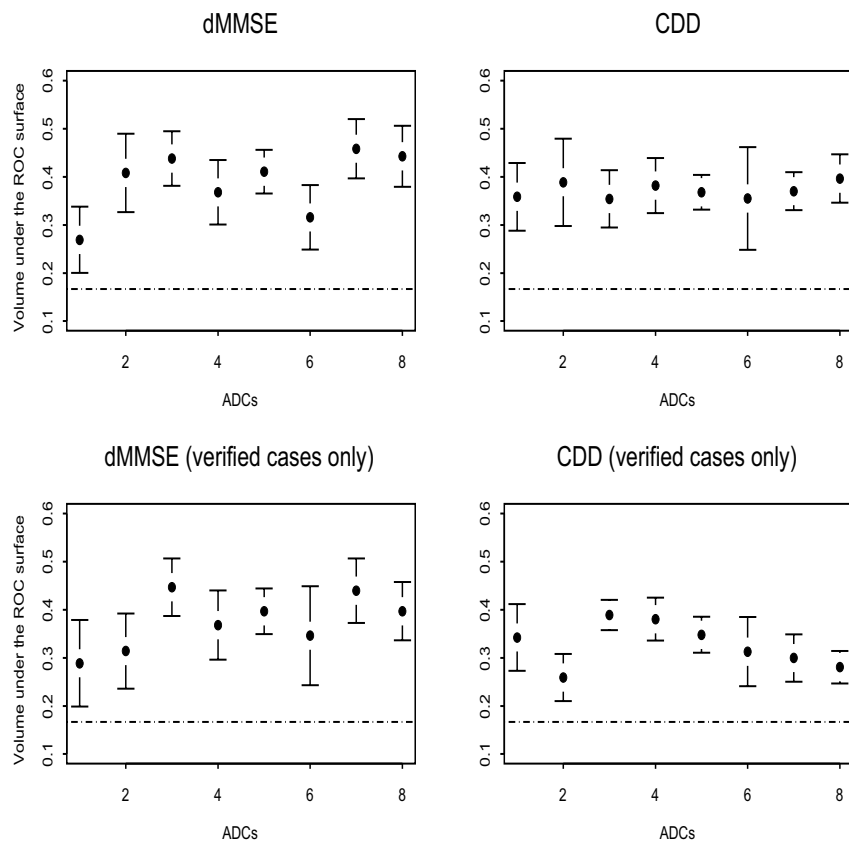 dMMSE
CDD
Volume under the ROC surface
0.1 0.2 0.3 0.4 0.5 0.6
2 4 6 8
ADCs
0.1 0.2 0.3 0.4 0.5 0.6
2 4 6 8
ADCs
dMMSE (verified cases only)
CDD (verified cases only)
Volume under the ROC surface
0.1 0.2 0.3 0.4 0.5 0.6
2 4 6 8
ADCs
0.1 0.2 0.3 0.4 0.5 0.6
2 4 6 8
ADCs